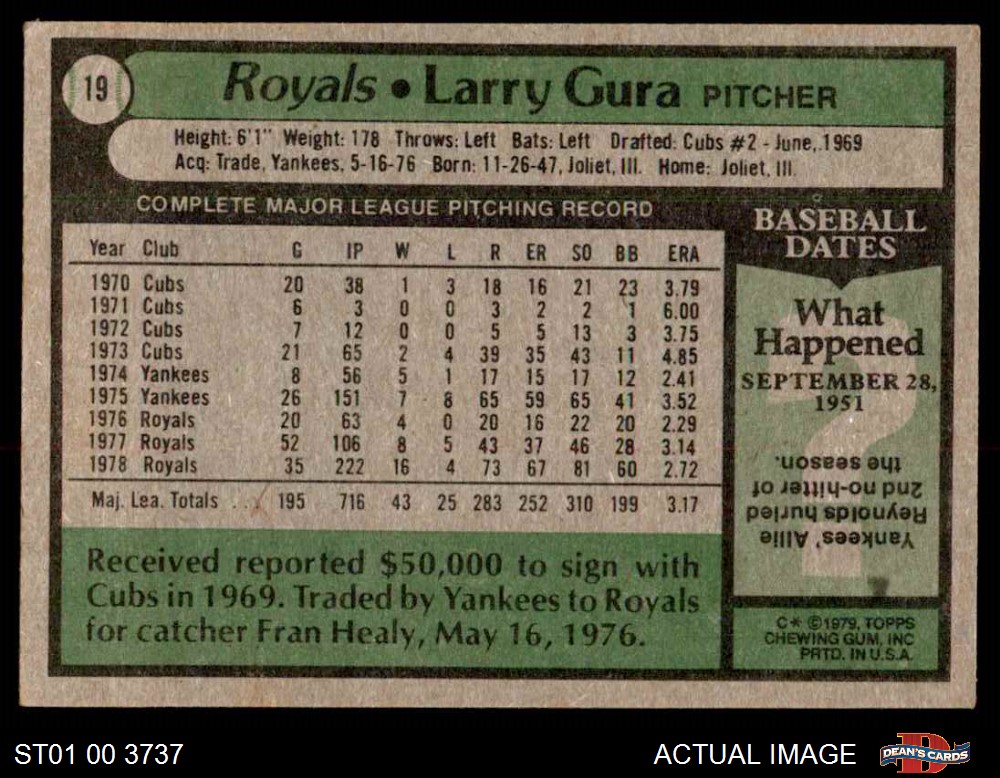 19
Royals • Larry Gura PITCHER
Height: 6'1" Weight: 178 Throws: Left Bats: Left Drafted: Cubs #2 - June, 1969
Acq: Trade, Yankees, 5-16-76 Born: 11-26-47, Joliet, Ill. Home: Joliet, Ill.
COMPLETE MAJOR LEAGUE PITCHING RECORD
Year Club G IP W L R ER SO BB ERA
1970 Cubs 20 38 1 3 18 16 21 23 3.79
1971 Cubs 6 3 0 0 3 2 2 1 6.00
1972 Cubs 7 12 0 0 5 5 13 3 3.75
1973 Cubs 21 65 2 4 39 35 43 11 4.85
1974 Yankees 8 56 5 1 17 15 17 12 2.41
1975 Yankees 26 151 7 8 65 59 65 41 3.52
1976 Royals 20 63 4 0 20 16 22 20 2.29
1977 Royals 52 106 8 5 43 37 46 28 3.14
1978 Royals 35 222 16 4 73 67 81 60 2.72
Maj. Lea. Totals ... 195 716 43 25 283 252 310 199 3.17
Received reported $50,000 to sign with
Cubs in 1969. Traded by Yankees to Royals
for catcher Fran Healy, May 16, 1976.
BASEBALL
DATES
What
Happened
SEPTEMBER 28,
1951
Yankees' Allie
Reynolds hurled
2nd no-hitter of
the season.
C* ©1979, TOPPS
CHEWING GUM, INC
PRTD. IN U.S.A.
ST01 00 3737
ACTUAL IMAGE
DEAN'S CARDS